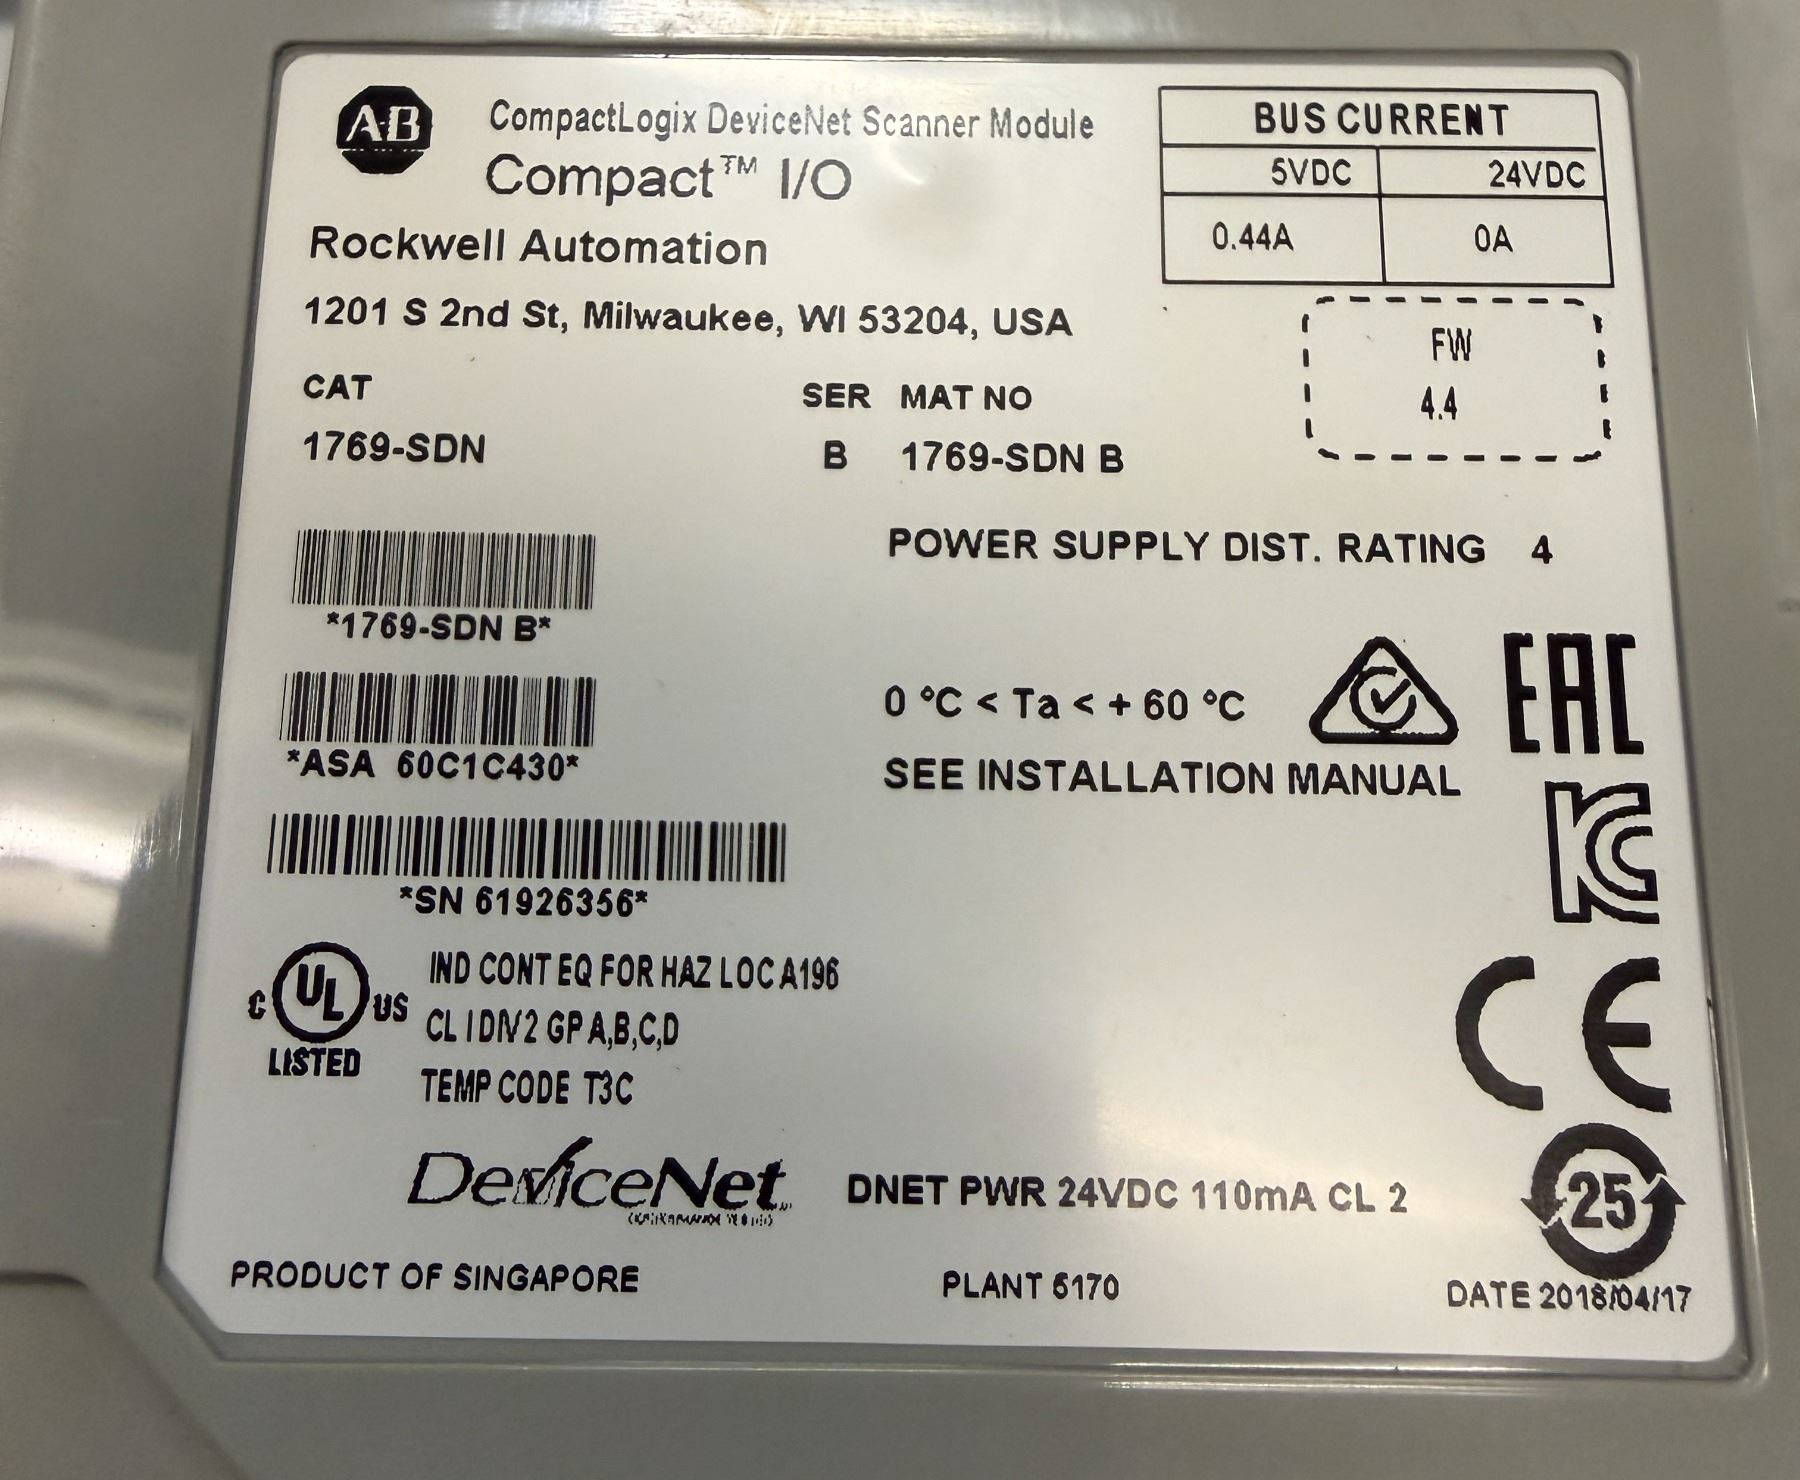 AB
CompactLogix DeviceNet Scanner Module
Compact™ I/O
Rockwell Automation
1201 S 2nd St, Milwaukee, WI 53204, USA
BUS CURRENT
5VDC 24VDC
0.44A 0A
FW
4.4
CAT SER MAT NO
1769-SDN B 1769-SDN B
POWER SUPPLY DIST. RATING 4
*1769-SDN B*
*ASA 60C1C430*
*SN 61926356*
0 °C < Ta < + 60 °C
SEE INSTALLATION MANUAL
EAC
KC
CE
C UL US
LISTED
IND CONT EQ FOR HAZ LOC A196
CL I DIV 2 GP A,B,C,D
TEMP CODE T3C
DeviceNet
DNET PWR 24VDC 110mA CL 2
25
PRODUCT OF SINGAPORE
PLANT 6170
DATE 2018/04/17